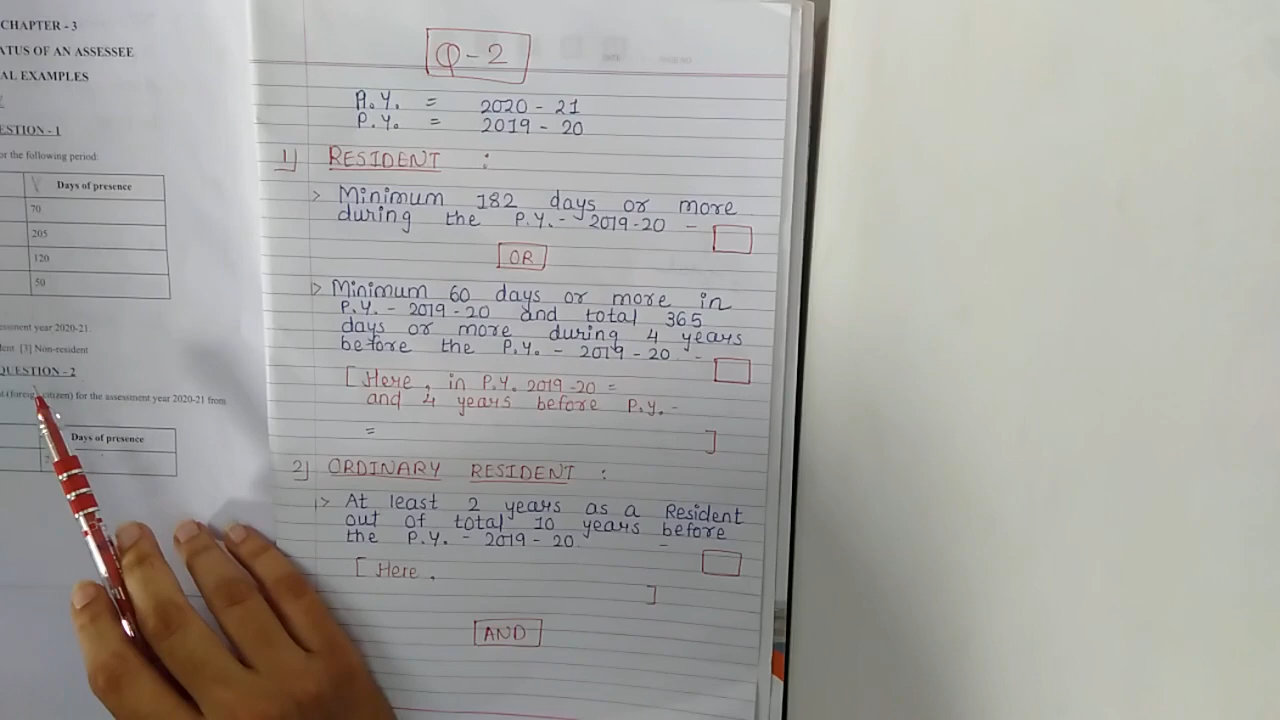 CHAPTER - 3
ATUS OF AN ASSESSEE
AL EXAMPLES
ESTION - 1
or the following period:
Days of presence
70
205
120
50
essment year 2020-21.
dent. [3] Non-resident
QUESTION - 2
(foreign citizen) for the assessment year 2020-21 from
Days of presence
Q - 2
A.Y. = 2020 - 21
P.Y. = 2019 - 20
1) RESIDENT :
> Minimum 182 days or more
during the P.Y. - 2019-20 -
OR
> Minimum 60 days or more in
P.Y. - 2019-20 and total 365
days or more during 4 years
before the P.Y. - 2019-20 -
[ Here, in P.Y. 2019-20 =
and 4 years before P.Y. -
= ]
2) ORDINARY RESIDENT :
> At least 2 years as a Resident
out of total 10 years before
the P.Y. - 2019-20. -
[ Here,
]
AND